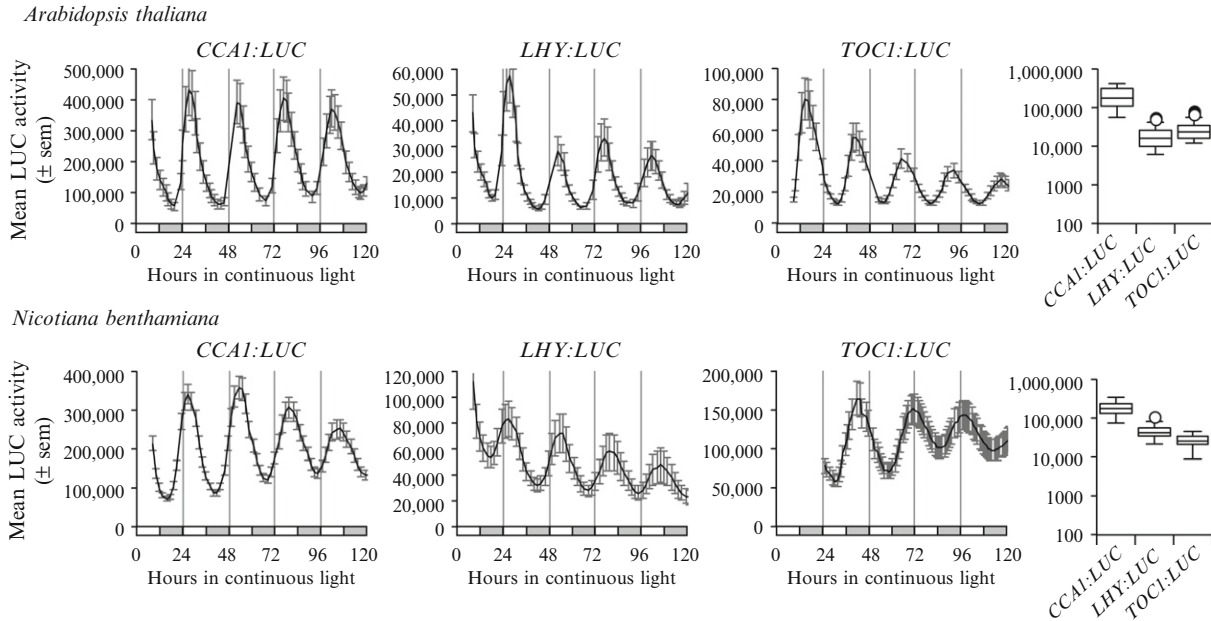 Arabidopsis thaliana
CCA1:LUC
LHY:LUC
TOC1:LUC
Mean LUC activity
(± sem)
500,000
400,000
300,000
200,000
100,000
0
0 24 48 72 96 120
Hours in continuous light
60,000
50,000
40,000
30,000
20,000
10,000
0
0 24 48 72 96 120
Hours in continuous light
100,000
80,000
60,000
40,000
20,000
0
0 24 48 72 96 120
Hours in continuous light
1,000,000
100,000
10,000
1000
100
CCA1:LUC
LHY:LUC
TOC1:LUC
Nicotiana benthamiana
CCA1:LUC
LHY:LUC
TOC1:LUC
Mean LUC activity
(± sem)
400,000
300,000
200,000
100,000
0
0 24 48 72 96 120
Hours in continuous light
120,000
100,000
80,000
60,000
40,000
20,000
0
0 24 48 72 96 120
Hours in continuous light
200,000
150,000
100,000
50,000
0
0 24 48 72 96 120
Hours in continuous light
1,000,000
100,000
10,000
1000
100
CCA1:LUC
LHY:LUC
TOC1:LUC